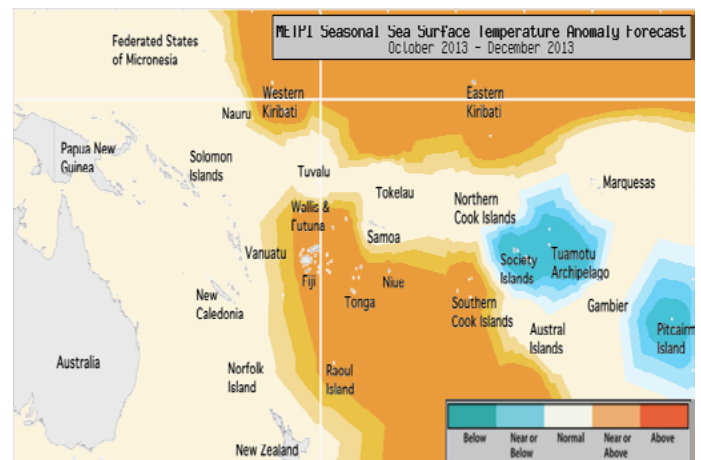 METPI Seasonal Sea Surface Temperature Anomaly Forecast
October 2013 - December 2013
Federated States
of Micronesia
Western
Kiribati
Eastern
Kiribati
Nauru
Papua New
Guinea
Solomon
Islands
Tuvalu
Tokelau
Marquesas
Northern
Cook Islands
Wallis &
Futuna
Samoa
Vanuatu
Fiji
Society
Islands
Tuamotu
Archipelago
Niue
Tonga
New
Caledonia
Southern
Cook Islands
Gambier
Austral
Islands
Pitcairn
Island
Australia
Norfolk
Island
Raoul
Island
New Zealand
Below
Near or
Below
Normal
Near or
Above
Above